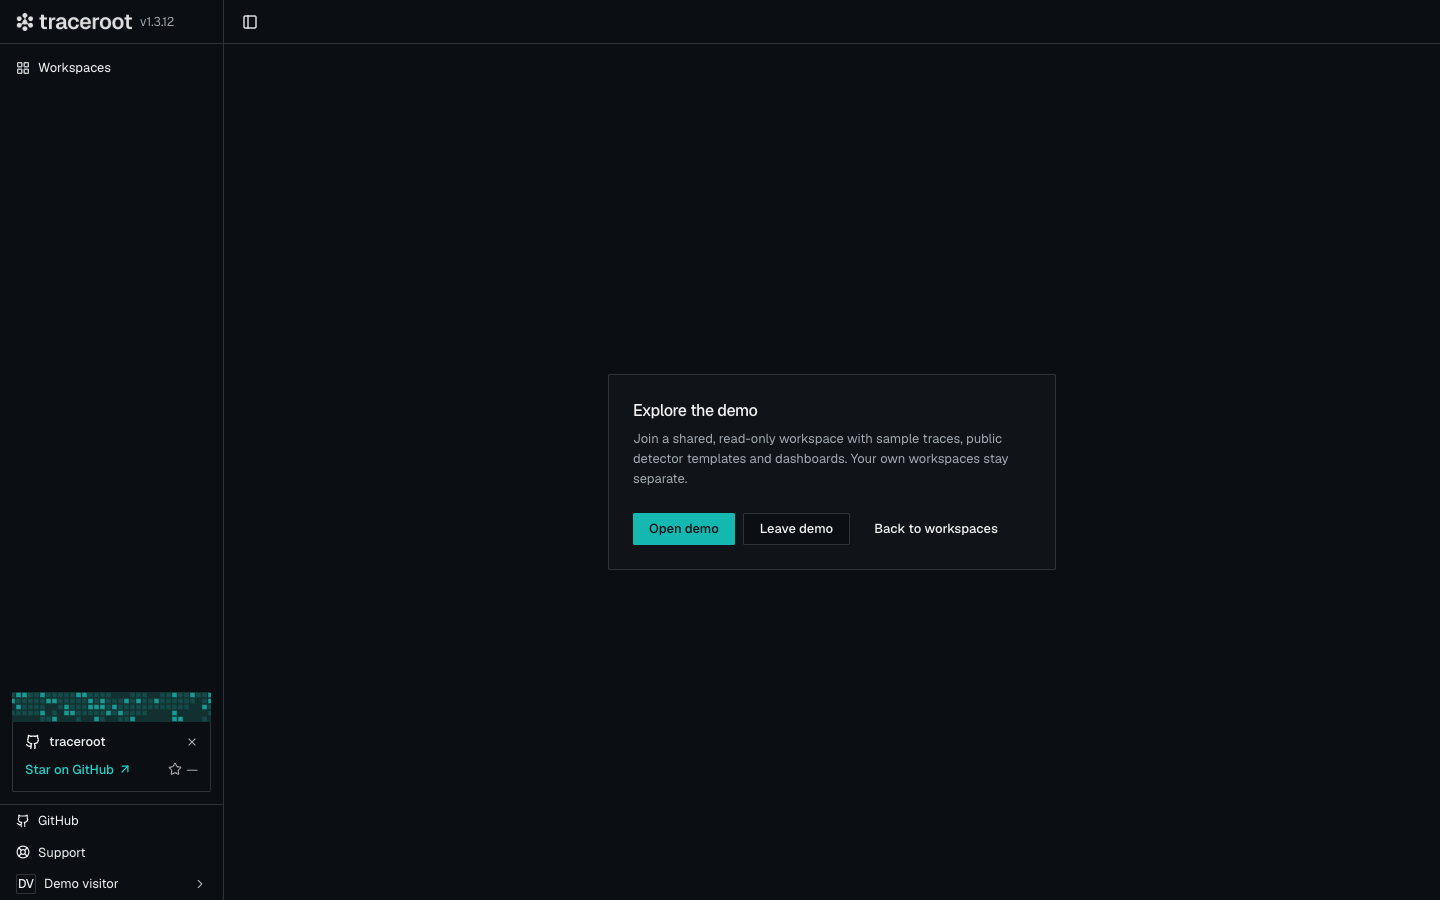 traceroot v1.3.12
Workspaces
Explore the demo
Join a shared, read-only workspace with sample traces, public
detector templates and dashboards. Your own workspaces stay
separate.
Open demo
Leave demo
Back to workspaces
traceroot
Star on GitHub
GitHub
Support
DV Demo visitor